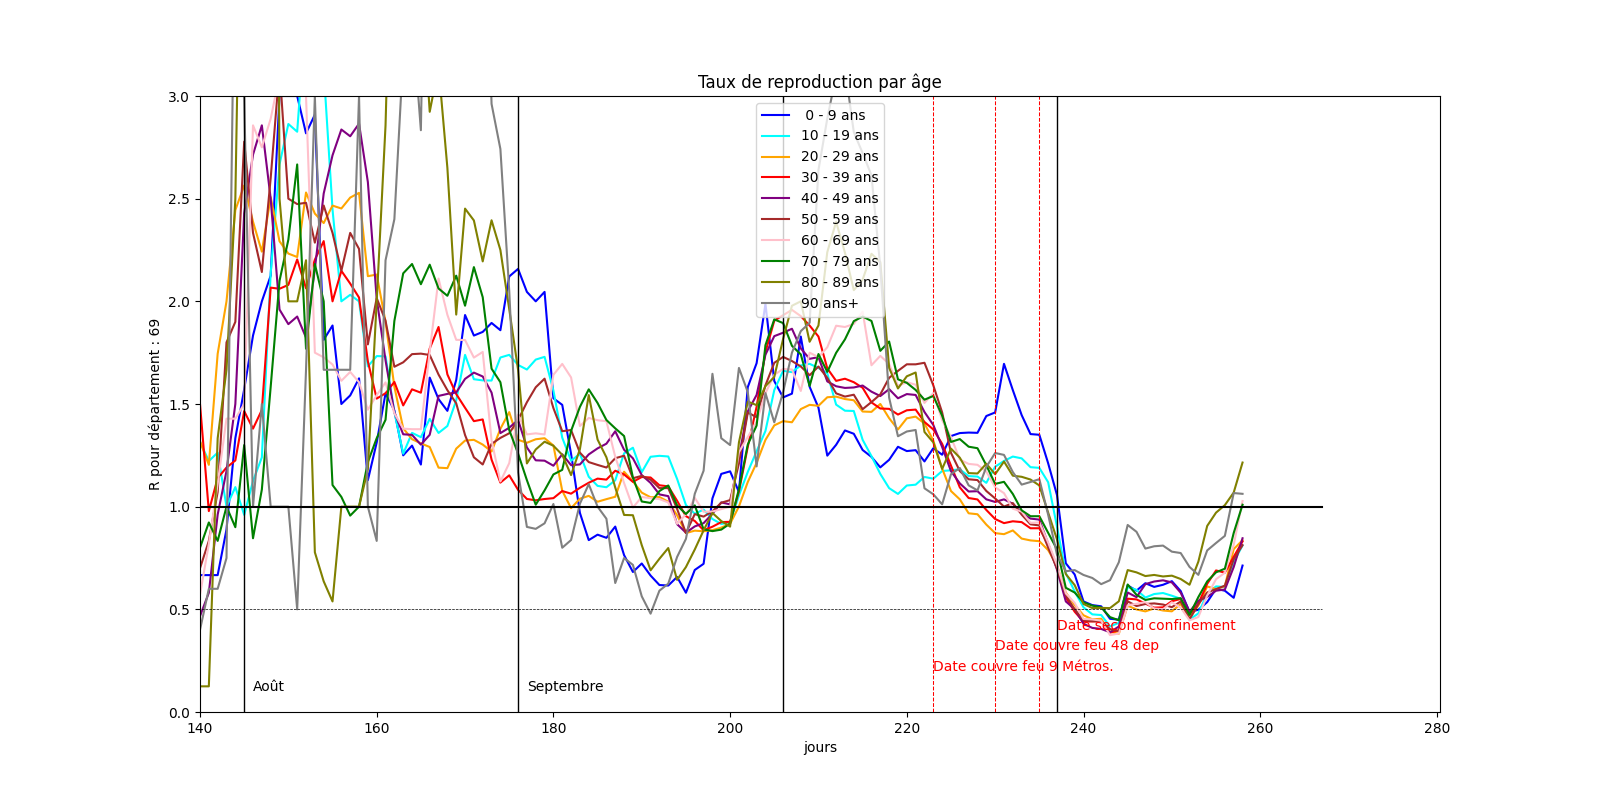 Taux de reproduction par âge
R pour département : 69
3.0
2.5
2.0
1.5
1.0
0.5
0.0
0 - 9 ans
10 - 19 ans
20 - 29 ans
30 - 39 ans
40 - 49 ans
50 - 59 ans
60 - 69 ans
70 - 79 ans
80 - 89 ans
90 ans+
Date second confinement
Date couvre feu 48 dep
Date couvre feu 9 Métros.
Août
Septembre
140
160
180
200
220
240
260
280
jours